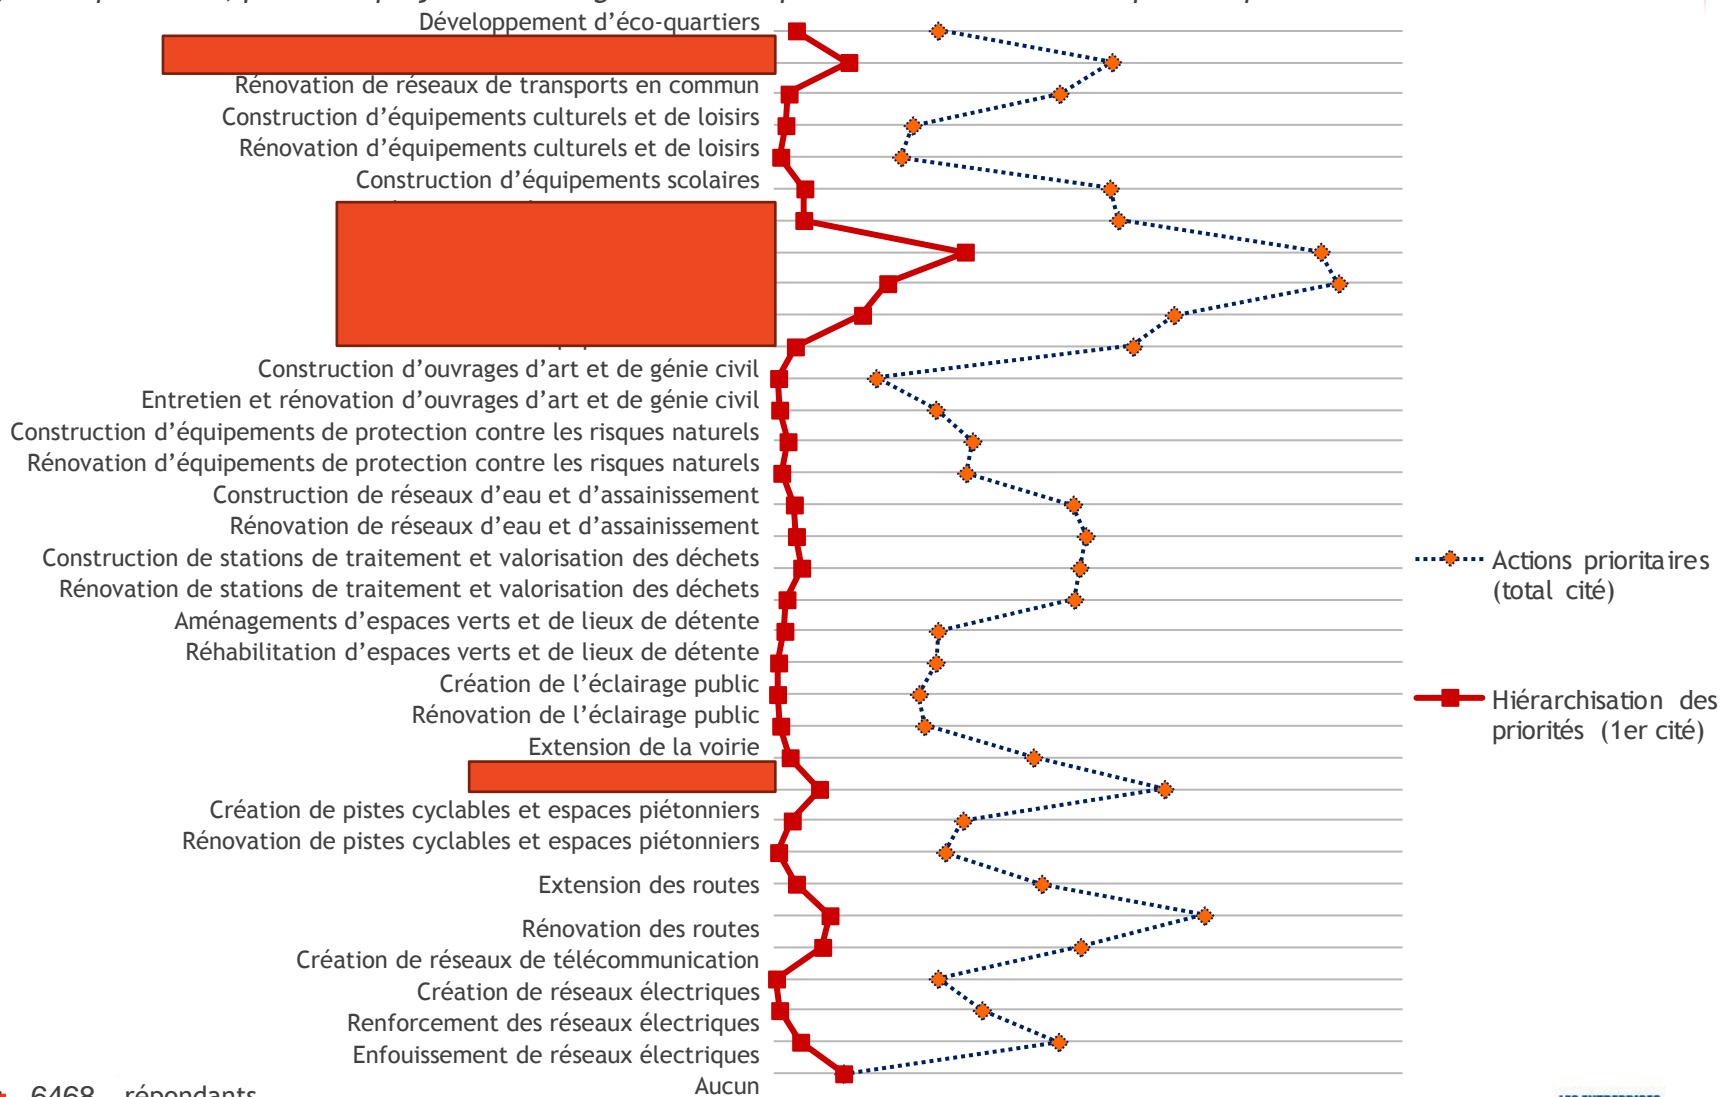 Développement d’éco-quartiers
Rénovation de réseaux de transports en commun
Construction d’équipements culturels et de loisirs
Rénovation d’équipements culturels et de loisirs
Construction d’équipements scolaires
Construction d’ouvrages d’art et de génie civil
Entretien et rénovation d’ouvrages d’art et de génie civil
Construction d’équipements de protection contre les risques naturels
Rénovation d’équipements de protection contre les risques naturels
Construction de réseaux d’eau et d’assainissement
Rénovation de réseaux d’eau et d’assainissement
Construction de stations de traitement et valorisation des déchets
Rénovation de stations de traitement et valorisation des déchets
Aménagements d’espaces verts et de lieux de détente
Réhabilitation d’espaces verts et de lieux de détente
Création de l’éclairage public
Rénovation de l’éclairage public
Extension de la voirie
Création de pistes cyclables et espaces piétonniers
Rénovation de pistes cyclables et espaces piétonniers
Extension des routes
Rénovation des routes
Création de réseaux de télécommunication
Création de réseaux électriques
Renforcement des réseaux électriques
Enfouissement de réseaux électriques
Aucun
Actions prioritaires
(total cité)
Hiérarchisation des
priorités (1er cité)
6468 répondants